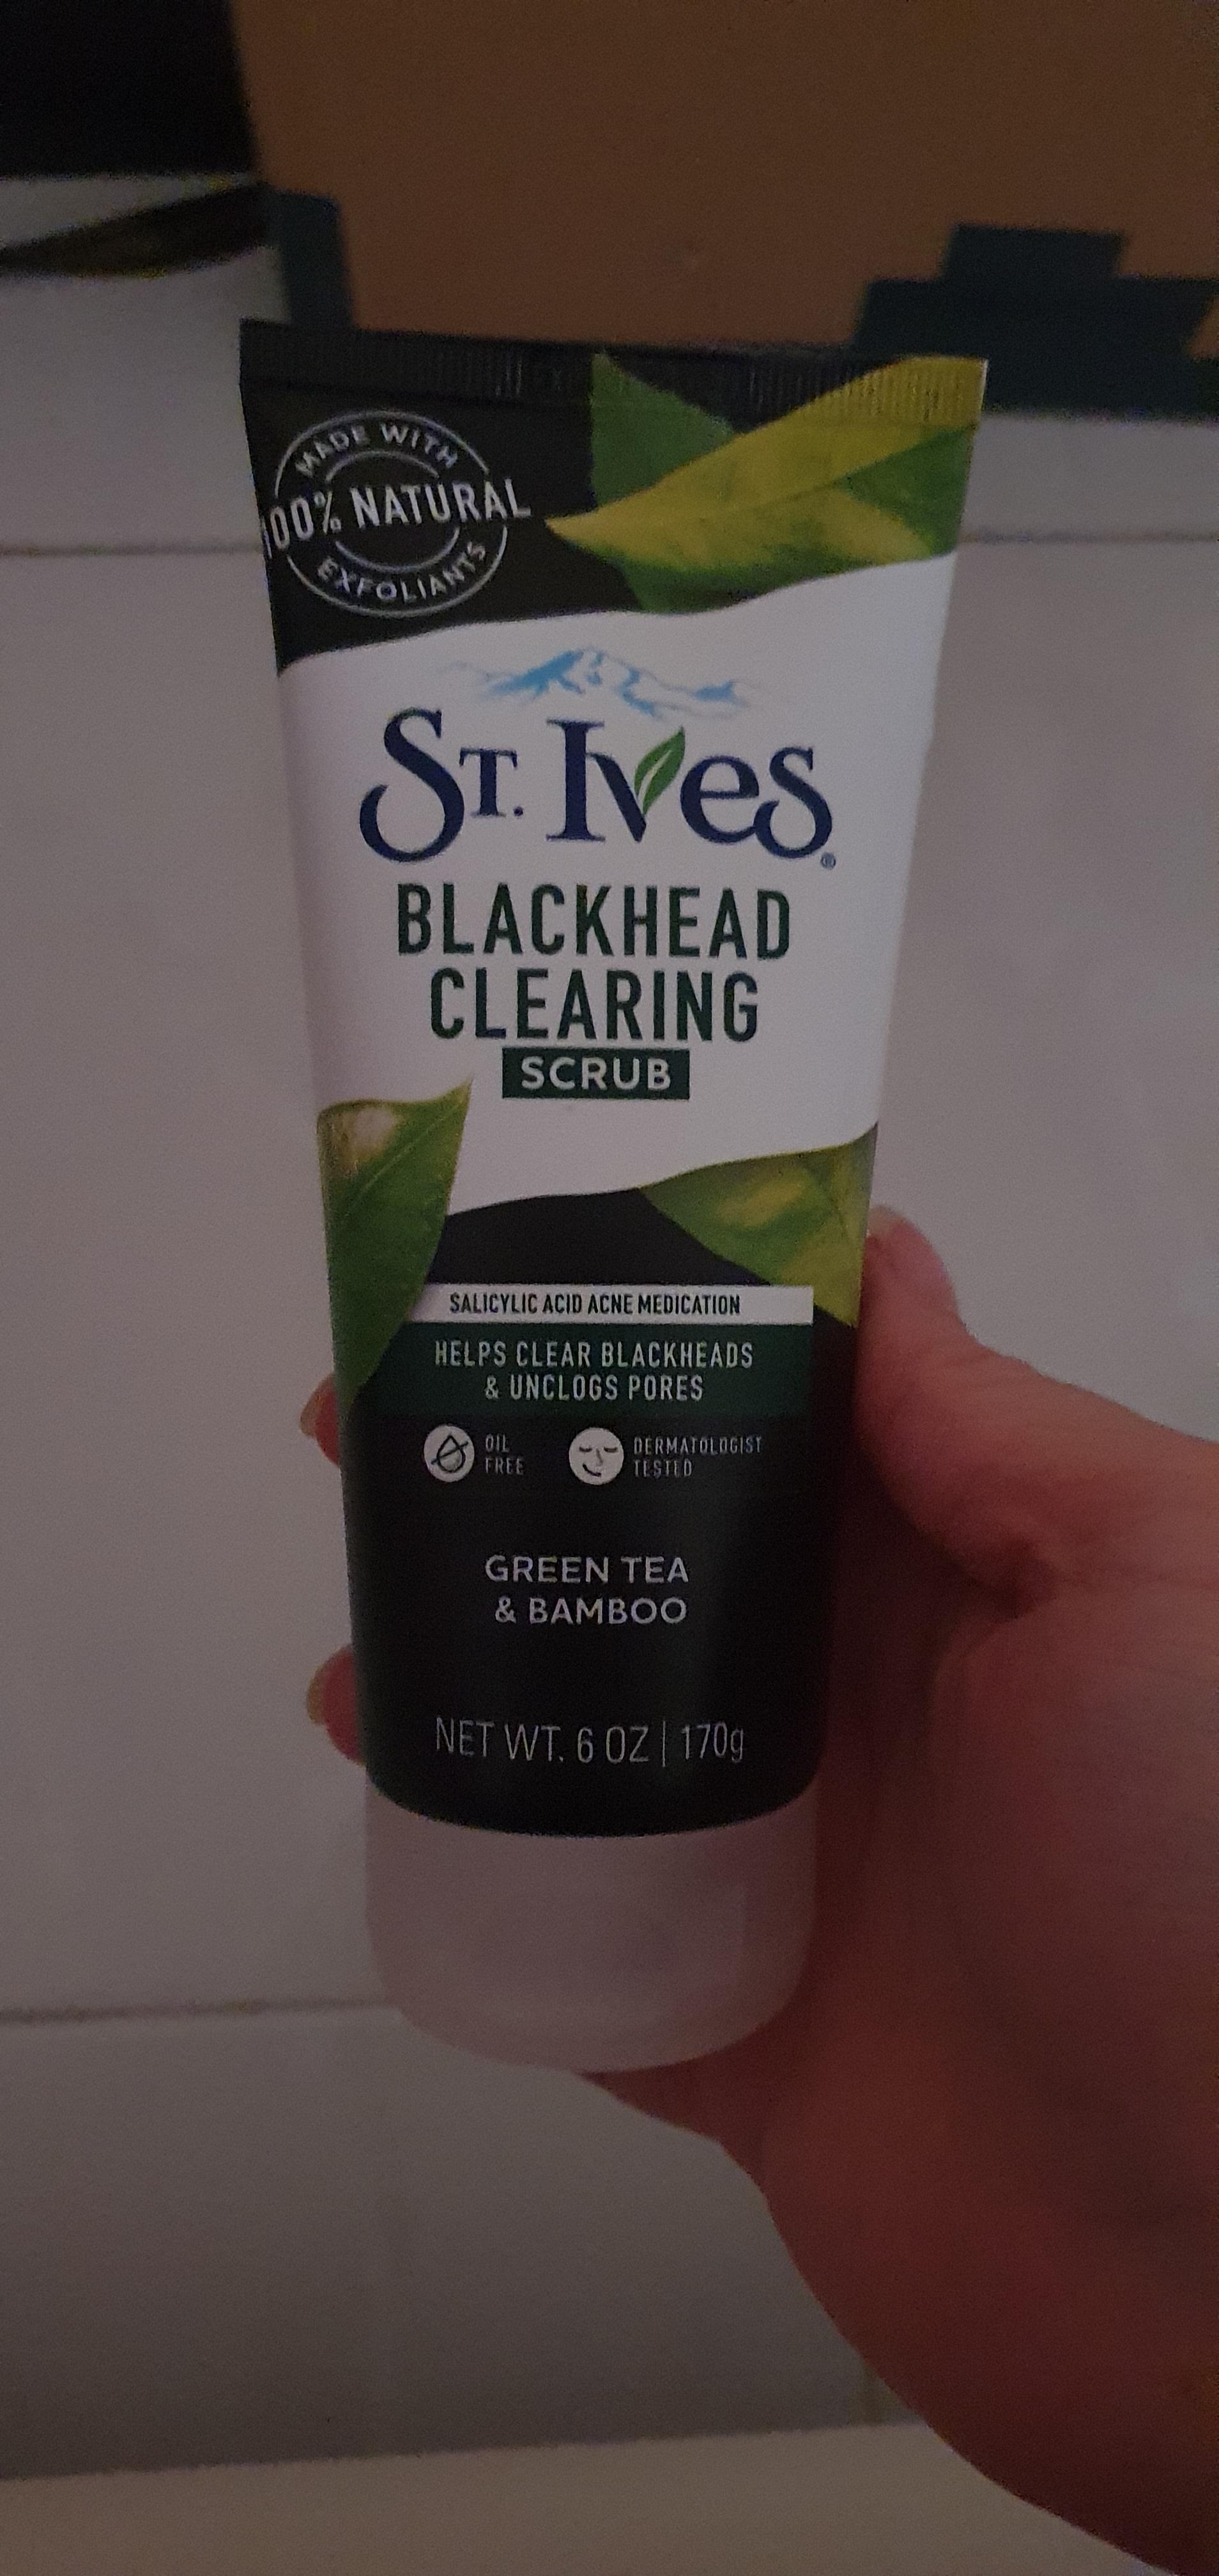 MADE WITH
100% NATURAL
EXFOLIANTS
ST. IVES®
BLACKHEAD
CLEARING
SCRUB
SALICYLIC ACID ACNE MEDICATION
HELPS CLEAR BLACKHEADS
& UNCLOGS PORES
OIL
FREE
DERMATOLOGIST
TESTED
GREEN TEA
& BAMBOO
NET WT. 6 OZ | 170g